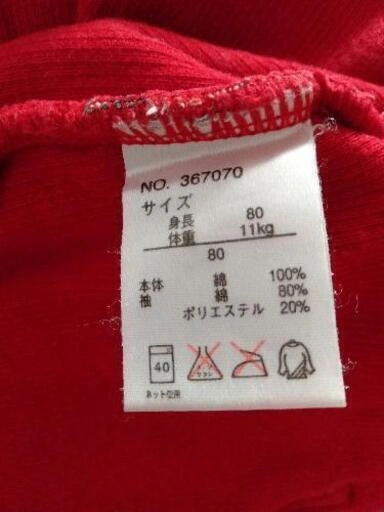 NO. 367070
サイズ
身長 80
体重 11kg
80
本体 綿 100%
袖 綿 80%
ポリエステル 20%
40
ネット使用